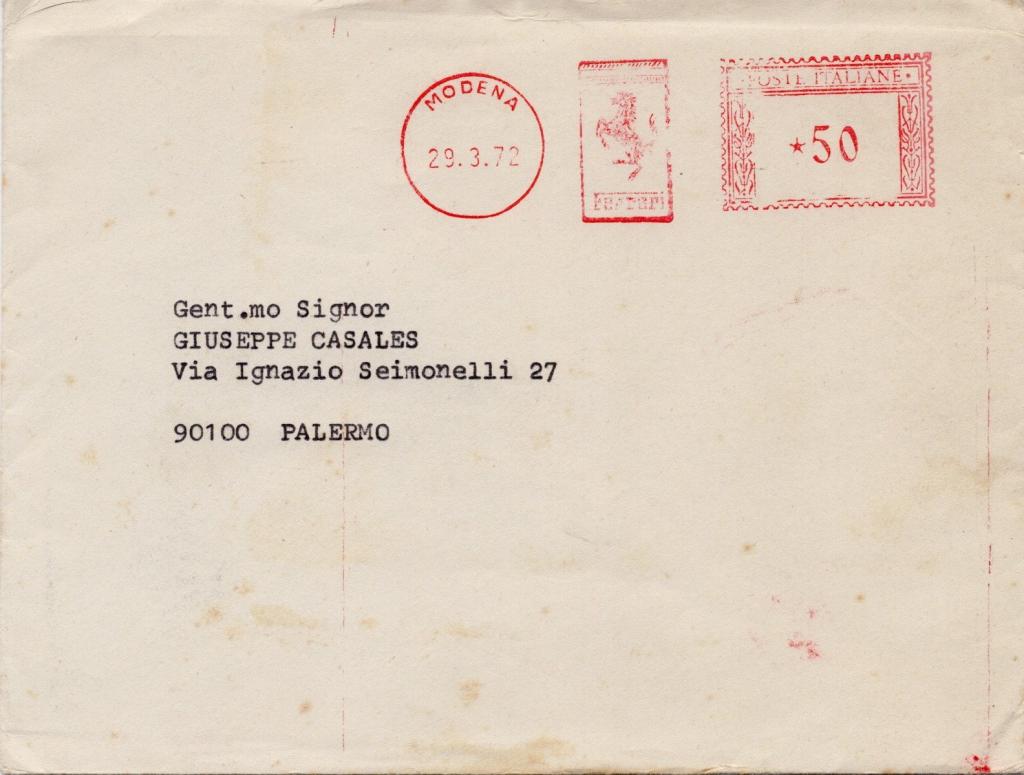 MODENA
29.3.72
Ferrari
POSTE ITALIANE
*50
Gent.mo Signor
GIUSEPPE CASALES
Via Ignazio Seimonelli 27
90100 PALERMO